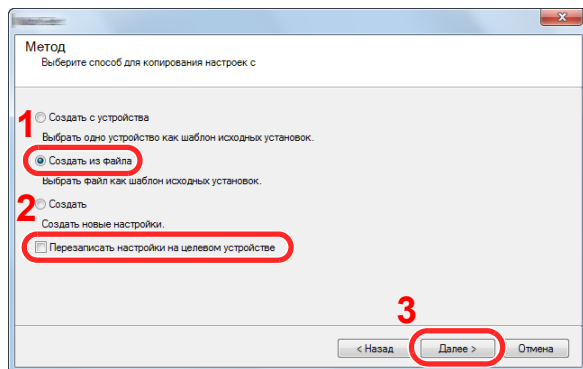 Метод
Выберите способ для копирования настроек с
1
Создать с устройства
Выбрать одно устройство как шаблон исходных установок.
Создать из файла
Выбрать файл как шаблон исходных установок.
2
Создать
Создать новые настройки.
Перезаписать настройки на целевом устройстве
3
< Назад
Далее >
Отмена